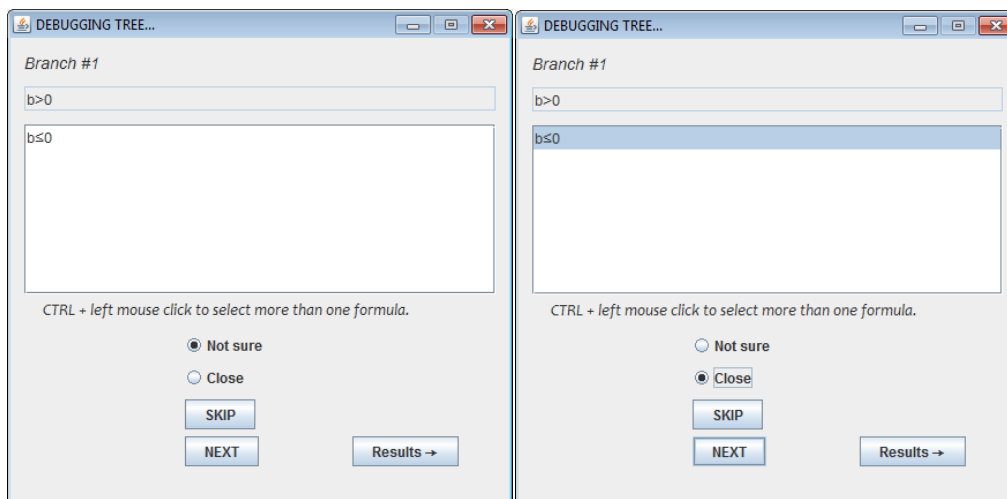 DEBUGGING TREE...
Branch #1
b>0
b≤0
CTRL + left mouse click to select more than one formula.
Not sure
Close
SKIP
NEXT
Results →
DEBUGGING TREE...
Branch #1
b>0
b≤0
CTRL + left mouse click to select more than one formula.
Not sure
Close
SKIP
NEXT
Results →